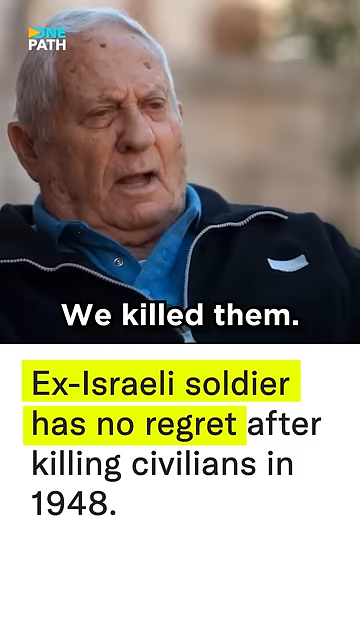 ONE
PATH
We killed them.
Ex-Israeli soldier
has no regret after
killing civilians in
1948.